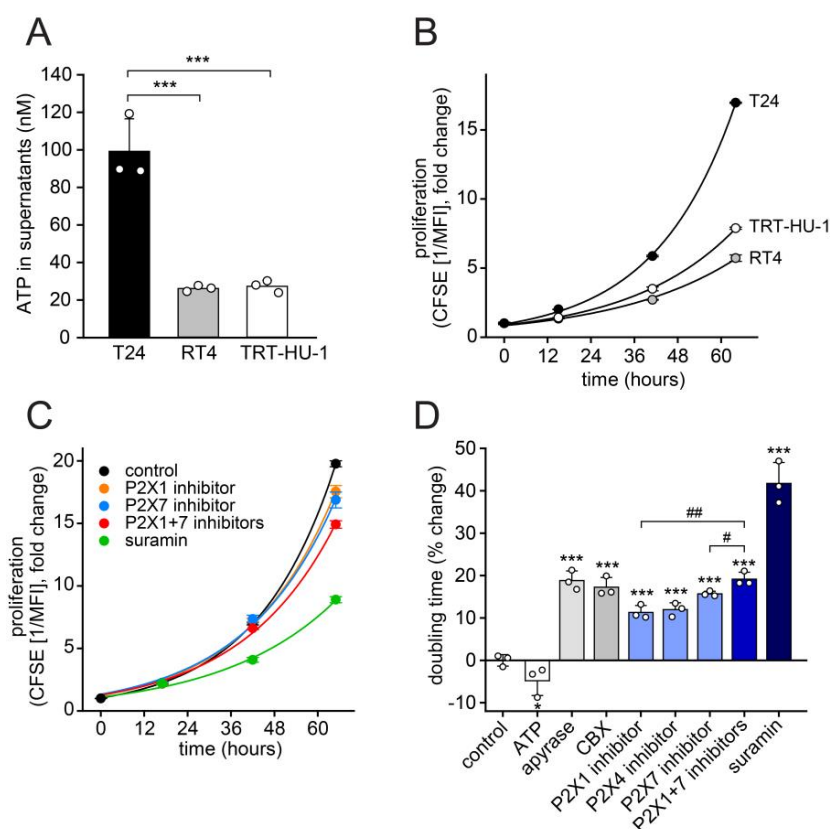 A
ATP in supernatants (nM)
140
120
100
80
60
40
20
0
***
***
T24
RT4
TRT-HU-1
B
proliferation
(CFSE [1/MFI], fold change)
15
10
5
0
T24
TRT-HU-1
RT4
0
12
24
36
48
60
time (hours)
C
proliferation
(CFSE [1/MFI], fold change)
20
15
10
5
0
control
P2X1 inhibitor
P2X7 inhibitor
P2X1+7 inhibitors
suramin
0
12
24
36
48
60
time (hours)
D
doubling time (% change)
50
40
30
20
10
0
-10
*
***
***
***
***
***
***
***
##
#
control
ATP
apyrase
CBX
P2X1 inhibitor
P2X4 inhibitor
P2X7 inhibitor
P2X1+7 inhibitors
suramin